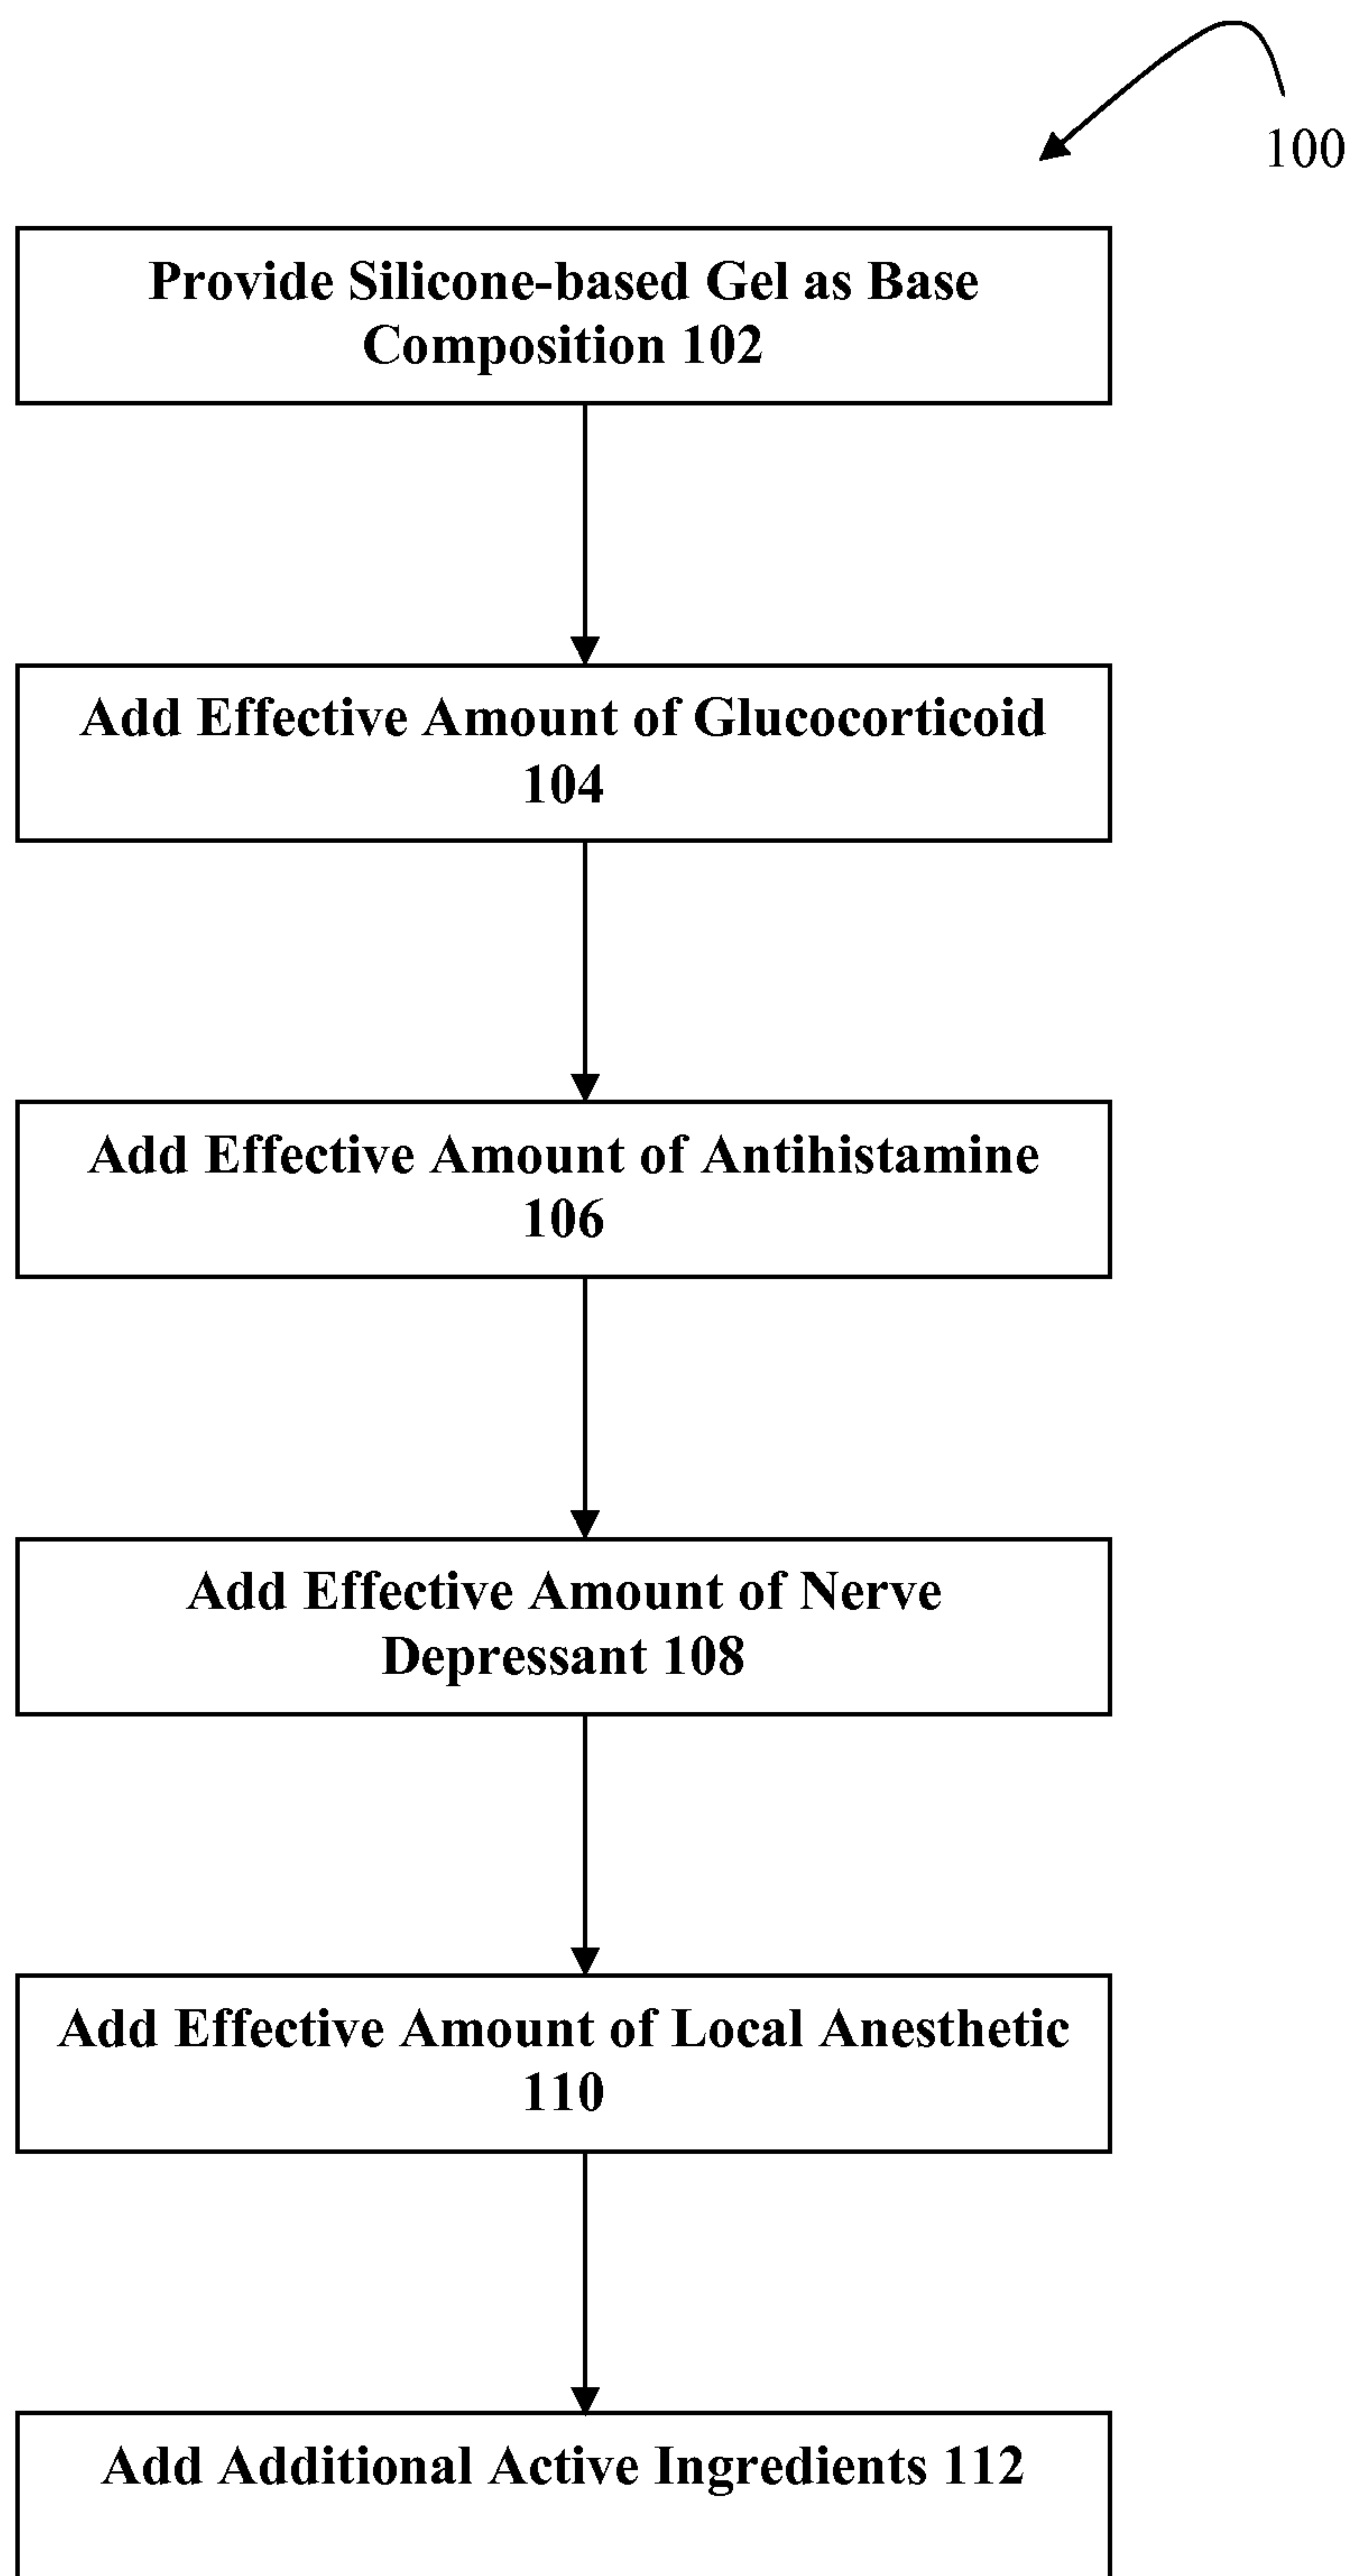 100
Provide Silicone-based Gel as Base
Composition 102
Add Effective Amount of Glucocorticoid
104
Add Effective Amount of Antihistamine
106
Add Effective Amount of Nerve
Depressant 108
Add Effective Amount of Local Anesthetic
110
Add Additional Active Ingredients 112